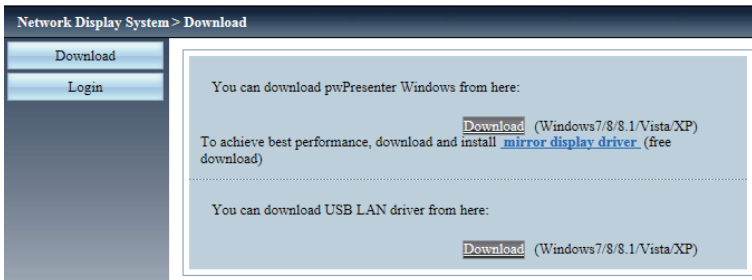 Network Display System > Download
Download
Login
You can download pwPresenter Windows from here:
Download (Windows7/8/8.1/Vista/XP)
To achieve best performance, download and install mirror display driver (free
download)
You can download USB LAN driver from here:
Download (Windows7/8/8.1/Vista/XP)